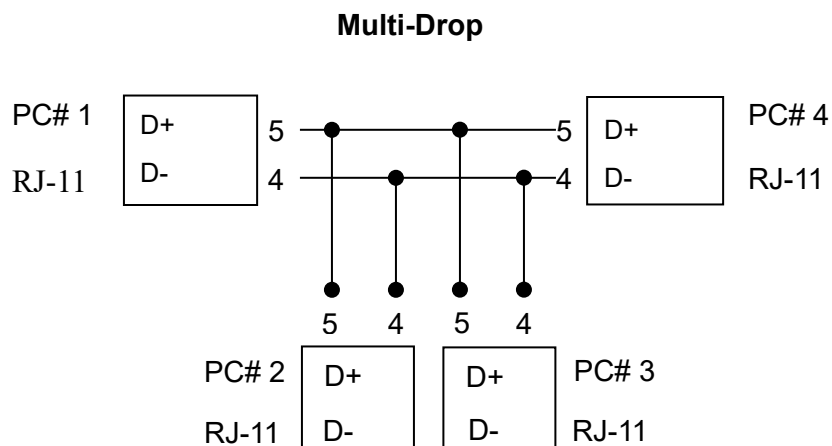 Multi-Drop
PC# 1
RJ-11
D+
D-
5
4
5
4
D+
D-
PC# 4
RJ-11
5 4 5 4
PC# 2
RJ-11
D+
D-
D+
D-
PC# 3
RJ-11